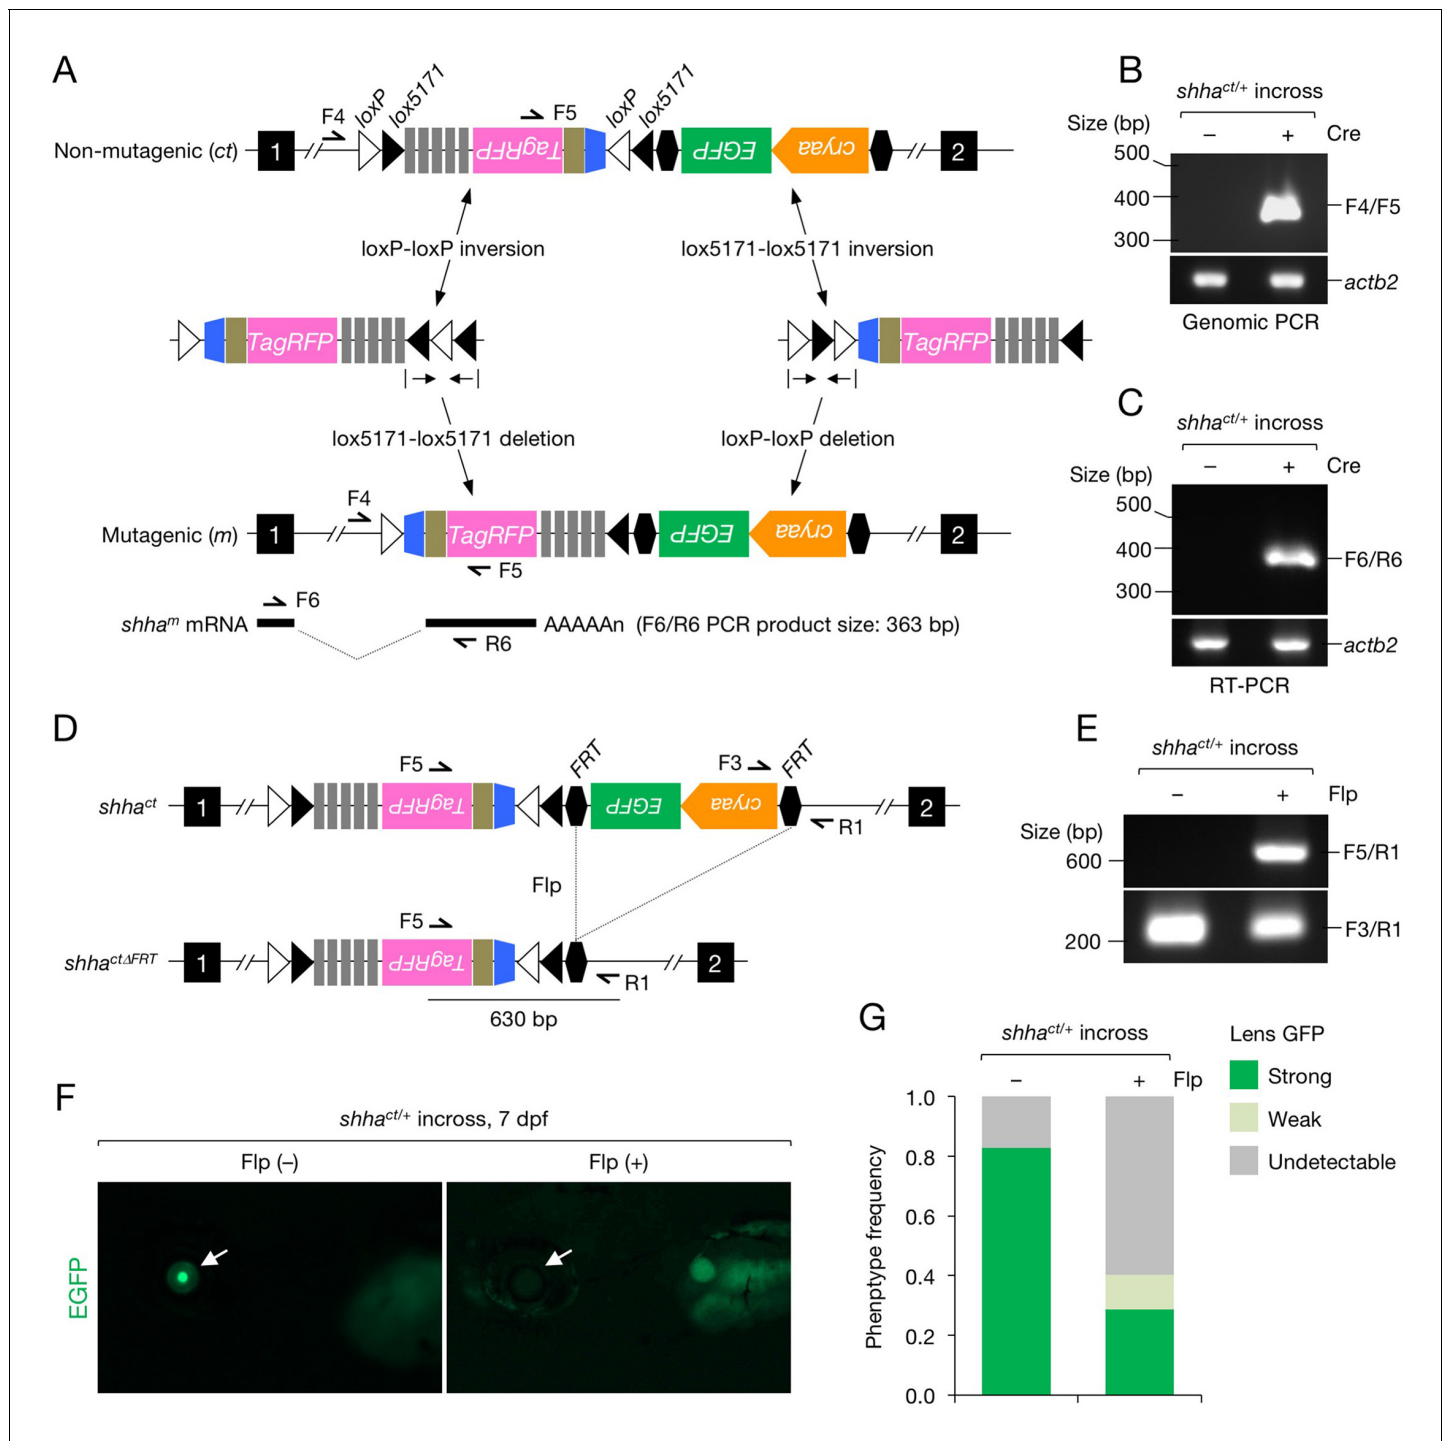 A
F4
loxP
lox5171
F5
loxP
lox5171
Non-mutagenic (ct)
1
TagRFP
EGFP
cryaa
2
loxP-loxP inversion
lox5171-lox5171 inversion
TagRFP
TagRFP
lox5171-lox5171 deletion
loxP-loxP deletion
F4
Mutagenic (m)
1
TagRFP
EGFP
cryaa
2
F5
F6
shha^m mRNA
AAAAAn (F6/R6 PCR product size: 363 bp)
R6
B
shha^ct/+ incross
Size (bp)
– + Cre
500
400
F4/F5
300
actb2
Genomic PCR
C
shha^ct/+ incross
– + Cre
Size (bp)
500
400
F6/R6
300
actb2
RT-PCR
D
F5
FRT
F3
FRT
shha^ct
1
TagRFP
EGFP
cryaa
2
R1
Flp
F5
shha^ctΔFRT
1
TagRFP
2
R1
630 bp
E
shha^ct/+ incross
– + Flp
Size (bp)
600
F5/R1
200
F3/R1
F
shha^ct/+ incross, 7 dpf
Flp (–)
Flp (+)
EGFP
G
shha^ct/+ incross
– + Flp
Lens GFP
Strong
Weak
Undetectable
Phenptype frequency
1.0
0.8
0.6
0.4
0.2
0.0